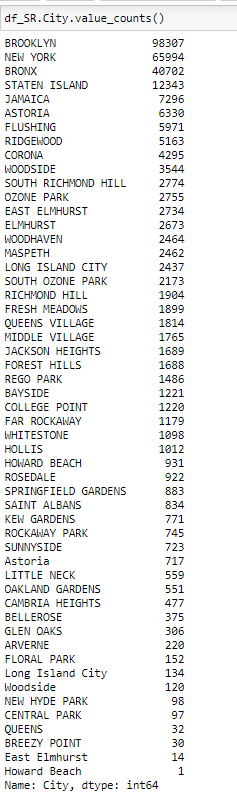 df_SR.City.value_counts()
BROOKLYN 98307
NEW YORK 65994
BRONX 40702
STATEN ISLAND 12343
JAMAICA 7296
ASTORIA 6330
FLUSHING 5971
RIDGEWOOD 5163
CORONA 4295
WOODSIDE 3544
SOUTH RICHMOND HILL 2774
OZONE PARK 2755
EAST ELMHURST 2734
ELMHURST 2673
WOODHAVEN 2464
MASPETH 2462
LONG ISLAND CITY 2437
SOUTH OZONE PARK 2173
RICHMOND HILL 1904
FRESH MEADOWS 1899
QUEENS VILLAGE 1814
MIDDLE VILLAGE 1765
JACKSON HEIGHTS 1689
FOREST HILLS 1688
REGO PARK 1486
BAYSIDE 1221
COLLEGE POINT 1220
FAR ROCKAWAY 1179
WHITESTONE 1098
HOLLIS 1012
HOWARD BEACH 931
ROSEDALE 922
SPRINGFIELD GARDENS 883
SAINT ALBANS 834
KEW GARDENS 771
ROCKAWAY PARK 745
SUNNYSIDE 723
Astoria 717
LITTLE NECK 559
OAKLAND GARDENS 551
CAMBRIA HEIGHTS 477
BELLEROSE 375
GLEN OAKS 306
ARVERNE 220
FLORAL PARK 152
Long Island City 134
Woodside 120
NEW HYDE PARK 98
CENTRAL PARK 97
QUEENS 32
BREEZY POINT 30
East Elmhurst 14
Howard Beach 1
Name: City, dtype: int64